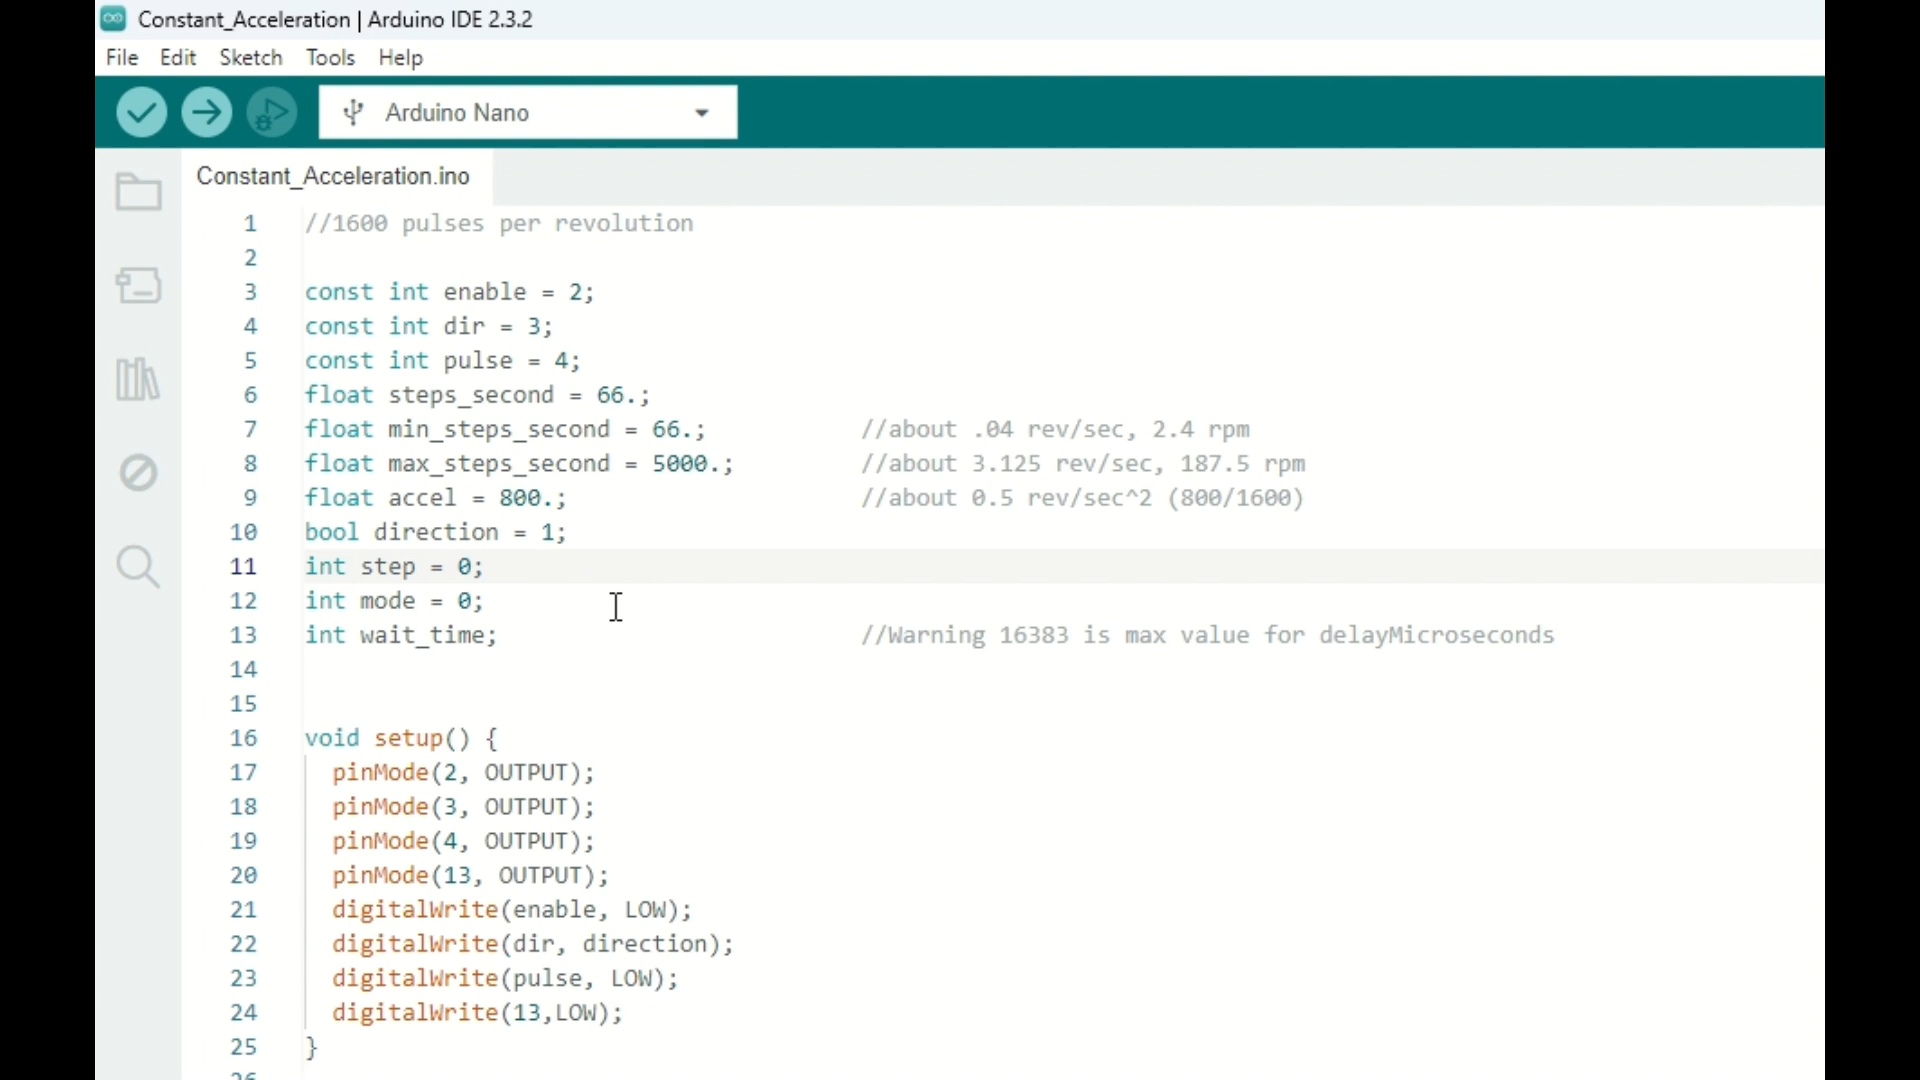 Constant_Acceleration | Arduino IDE 2.3.2
File Edit Sketch Tools Help
Arduino Nano
Constant_Acceleration.ino
1 //1600 pulses per revolution
2
3 const int enable = 2;
4 const int dir = 3;
5 const int pulse = 4;
6 float steps_second = 66.;
7 float min_steps_second = 66.; //about .04 rev/sec, 2.4 rpm
8 float max_steps_second = 5000.; //about 3.125 rev/sec, 187.5 rpm
9 float accel = 800.; //about 0.5 rev/sec^2 (800/1600)
10 bool direction = 1;
11 int step = 0;
12 int mode = 0;
13 int wait_time; //Warning 16383 is max value for delayMicroseconds
14
15
16 void setup() {
17 pinMode(2, OUTPUT);
18 pinMode(3, OUTPUT);
19 pinMode(4, OUTPUT);
20 pinMode(13, OUTPUT);
21 digitalWrite(enable, LOW);
22 digitalWrite(dir, direction);
23 digitalWrite(pulse, LOW);
24 digitalWrite(13,LOW);
25 }
26